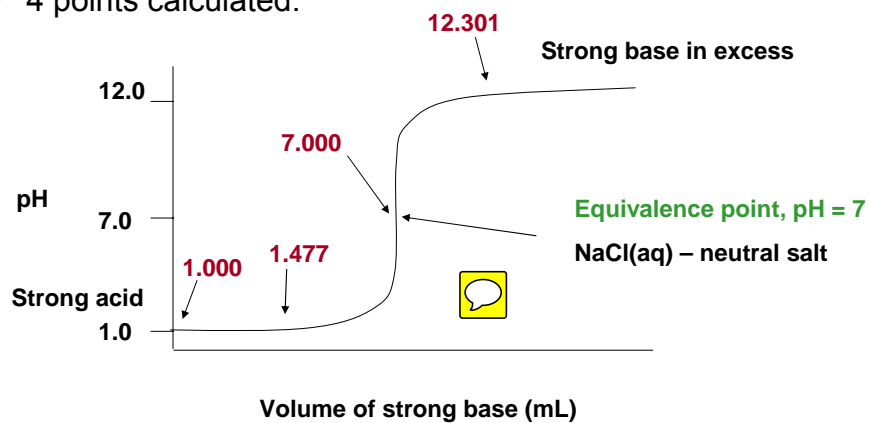 4 points calculated:
12.301
Strong base in excess
12.0
7.000
pH
7.0
Equivalence point, pH = 7
NaCl(aq) – neutral salt
1.000
1.477
Strong acid
1.0
Volume of strong base (mL)